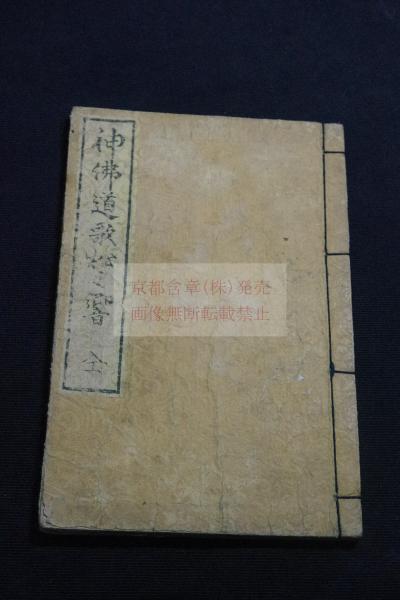 神佛道歌松響 全
京都含章(株)発売
画像無断転載禁止